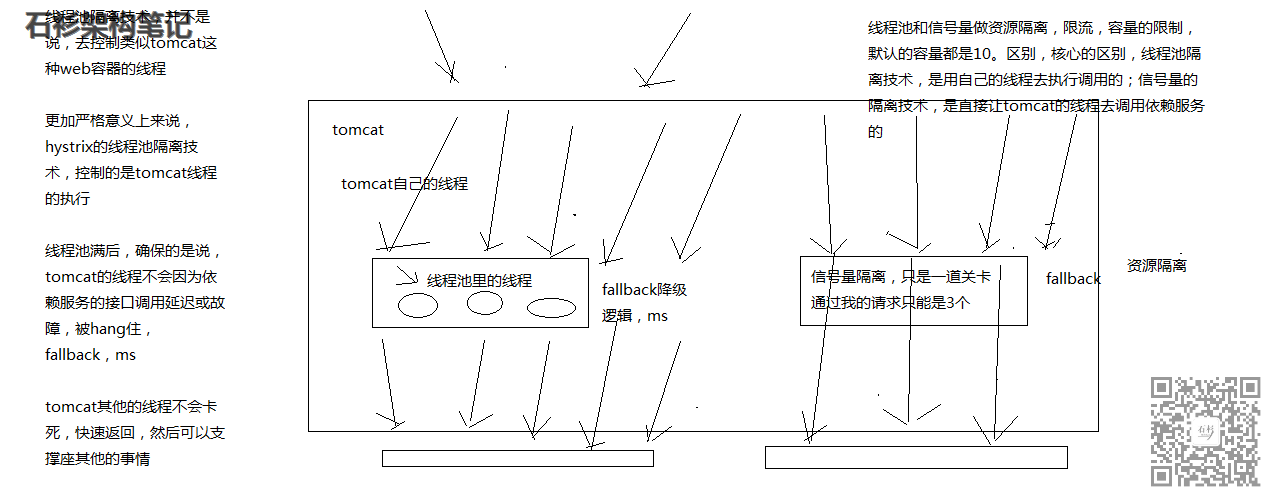 石杉架构笔记
线程池隔离技术，并不是
说，去控制类似tomcat这
种web容器的线程
更加严格意义上来说，
hystrix的线程池隔离技
术，控制的是tomcat线程
的执行
线程池满后，确保的是说，
tomcat的线程不会因为依
赖服务的接口调用延迟或故
障，被hang住，
fallback，ms
tomcat其他的线程不会卡
死，快速返回，然后可以支
撑座其他的事情
tomcat
tomcat自己的线程
线程池里的线程
fallback降级
逻辑，ms
线程池和信号量做资源隔离，限流，容量的限制，
默认的容量都是10。区别，核心的区别，线程池隔
离技术，是用自己的线程去执行调用的；信号量的
隔离技术，是直接让tomcat的线程去调用依赖服务
的
信号量隔离，只是一道关卡
通过我的请求只能是3个
fallback
资源隔离